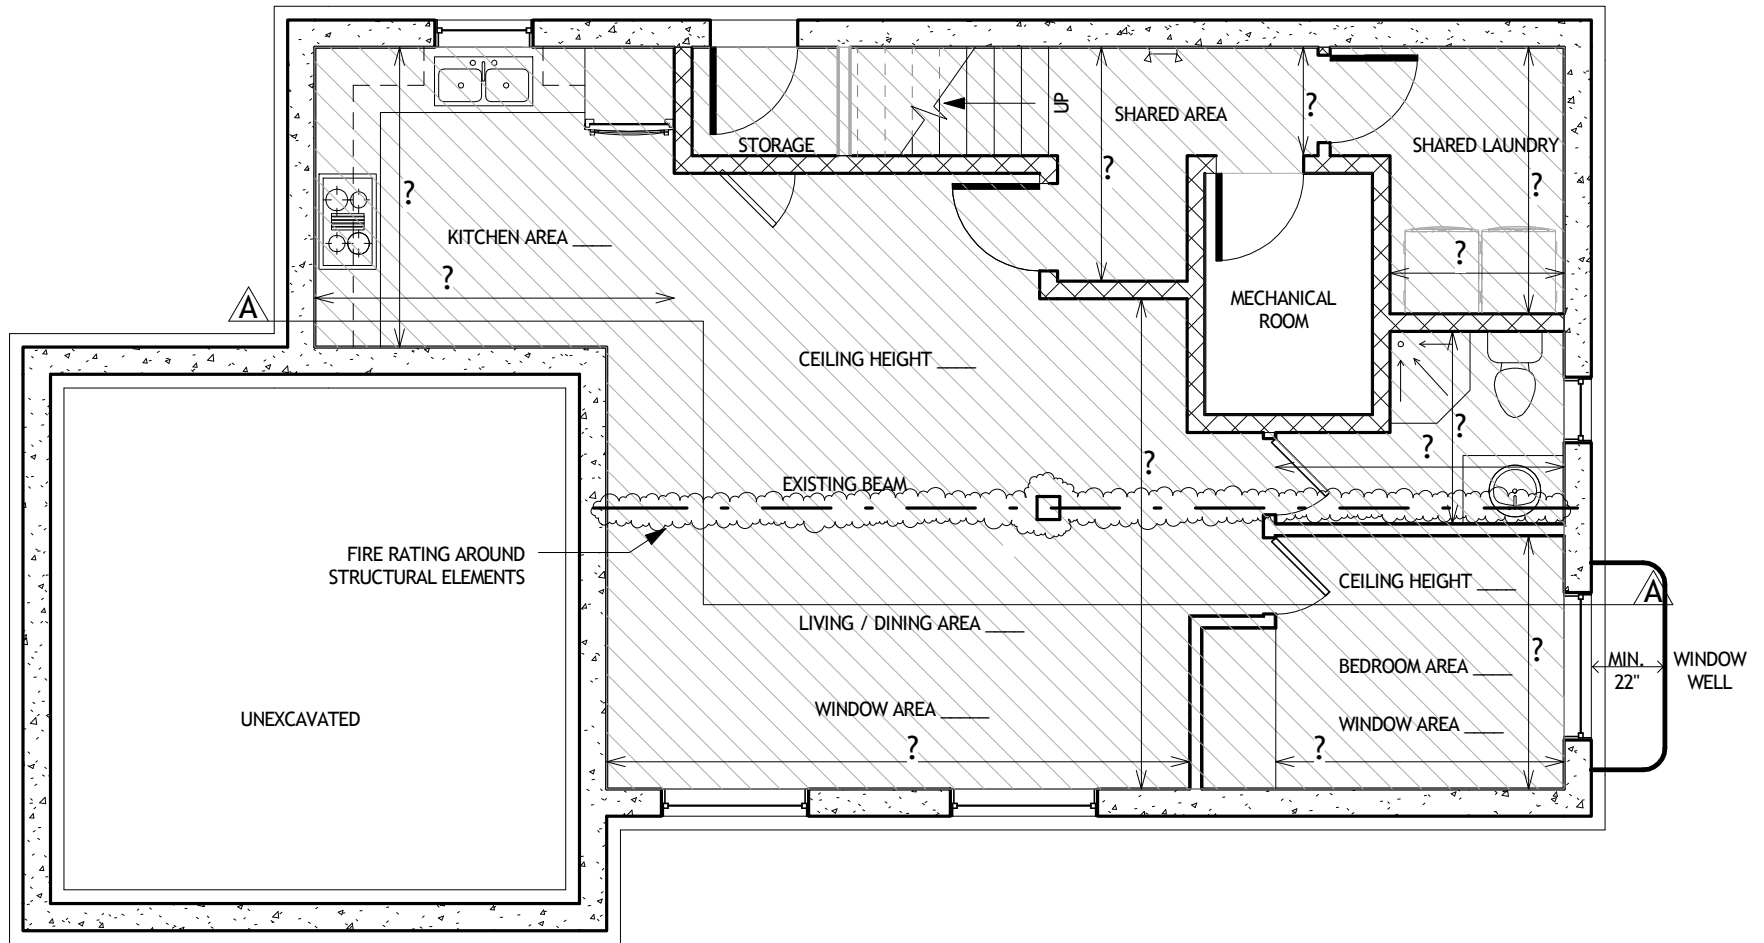 UP
SHARED AREA
?
STORAGE
SHARED LAUNDRY
?
?
?
KITCHEN AREA ____
?
?
A
MECHANICAL
ROOM
CEILING HEIGHT ____
?
?
?
EXISTING BEAM
FIRE RATING AROUND
STRUCTURAL ELEMENTS
CEILING HEIGHT ____
A
LIVING / DINING AREA ____
?
BEDROOM AREA ____
MIN.
22"
WINDOW
WELL
UNEXCAVATED
WINDOW AREA _____
WINDOW AREA ____
?
?